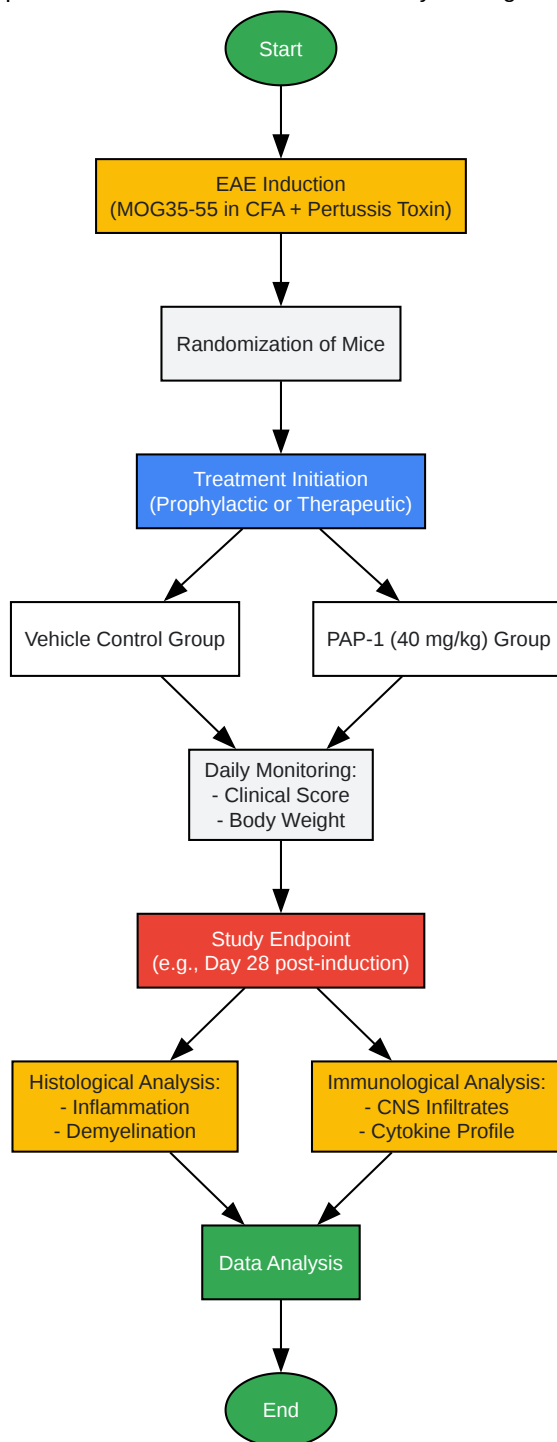 Start
EAE Induction
(MOG35-55 in CFA + Pertussis Toxin)
Randomization of Mice
Treatment Initiation
(Prophylactic or Therapeutic)
Vehicle Control Group
PAP-1 (40 mg/kg) Group
Daily Monitoring:
- Clinical Score
- Body Weight
Study Endpoint
(e.g., Day 28 post-induction)
Histological Analysis:
- Inflammation
- Demyelination
Immunological Analysis:
- CNS Infiltrates
- Cytokine Profile
Data Analysis
End